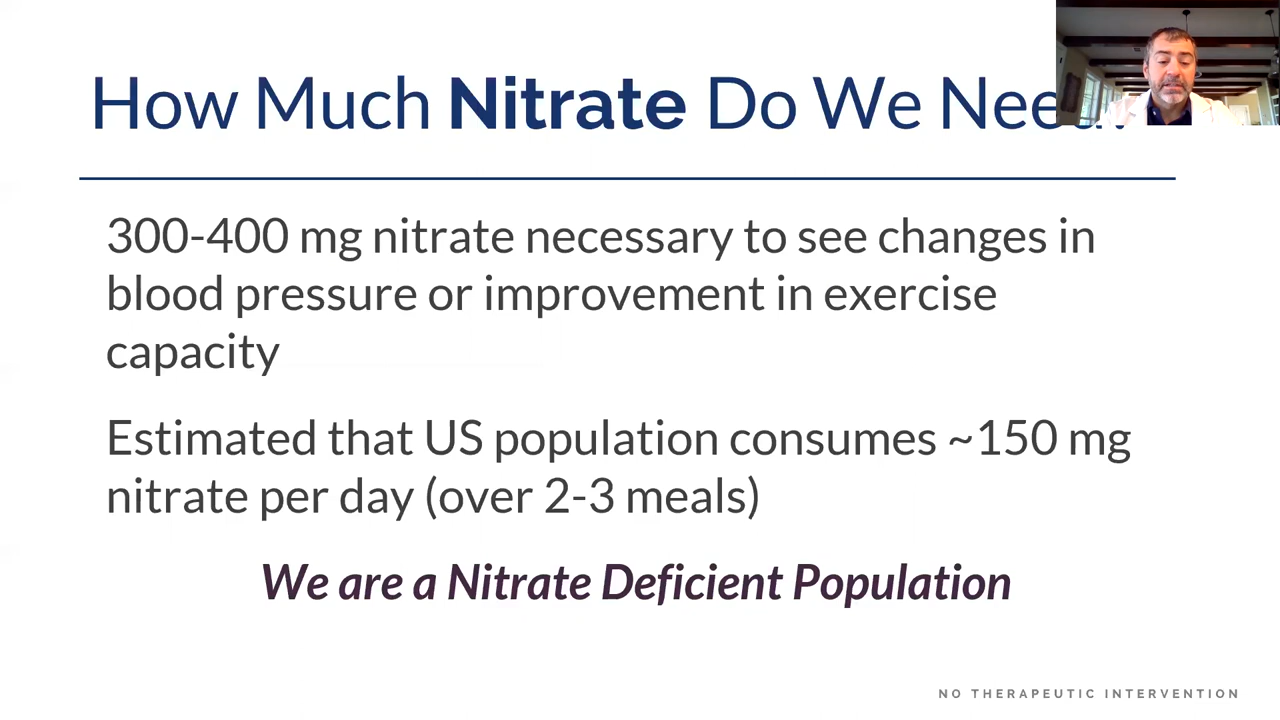 How Much Nitrate Do We Need?
300-400 mg nitrate necessary to see changes in
blood pressure or improvement in exercise
capacity
Estimated that US population consumes ~150 mg
nitrate per day (over 2-3 meals)
We are a Nitrate Deficient Population
NO THERAPEUTIC INTERVENTION